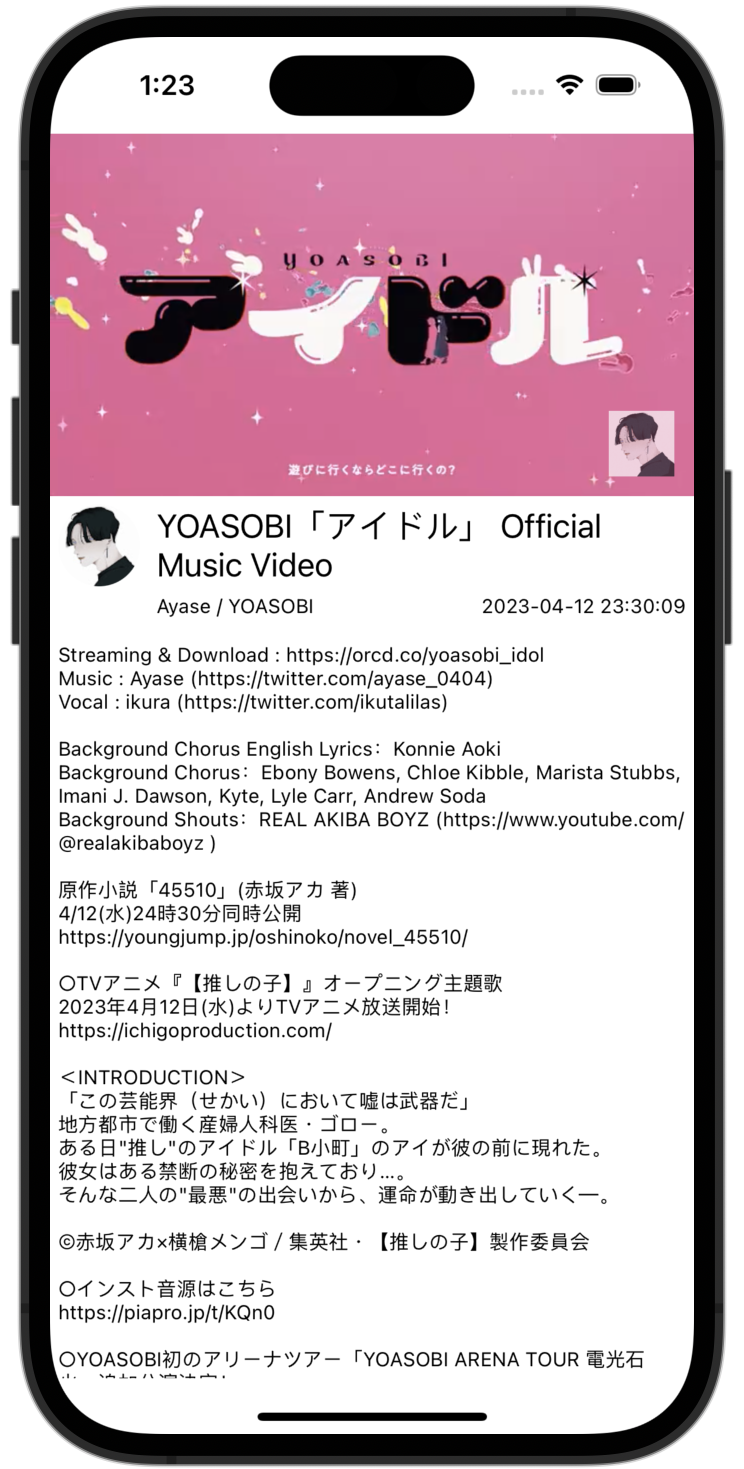 1:23
YOASOBI
アイドル
遊びに行くならどこに行くの？
YOASOBI「アイドル」 Official
Music Video
Ayase / YOASOBI
2023-04-12 23:30:09
Streaming & Download : https://orcd.co/yoasobi_idol
Music : Ayase (https://twitter.com/ayase_0404)
Vocal : ikura (https://twitter.com/ikutalilas)
Background Chorus English Lyrics：Konnie Aoki
Background Chorus：Ebony Bowens, Chloe Kibble, Marista Stubbs,
Imani J. Dawson, Kyte, Lyle Carr, Andrew Soda
Background Shouts：REAL AKIBA BOYZ (https://www.youtube.com/
@realakibaboyz )
原作小説「45510」(赤坂アカ 著)
4/12(水)24時30分同時公開
https://youngjump.jp/oshinoko/novel_45510/
○TVアニメ『【推しの子】』オープニング主題歌
2023年4月12日(水)よりTVアニメ放送開始！
https://ichigoproduction.com/
＜INTRODUCTION＞
「この芸能界（せかい）において嘘は武器だ」
地方都市で働く産婦人科医・ゴロー。
ある日"推し"のアイドル「B小町」のアイが彼の前に現れた。
彼女はある禁断の秘密を抱えており…。
そんな二人の"最悪"の出会いから、運命が動き出していく―。
©赤坂アカ×横槍メンゴ / 集英社・【推しの子】製作委員会
○インスト音源はこちら
https://piapro.jp/t/KQn0
○YOASOBI初のアリーナツアー「YOASOBI ARENA TOUR 電光石